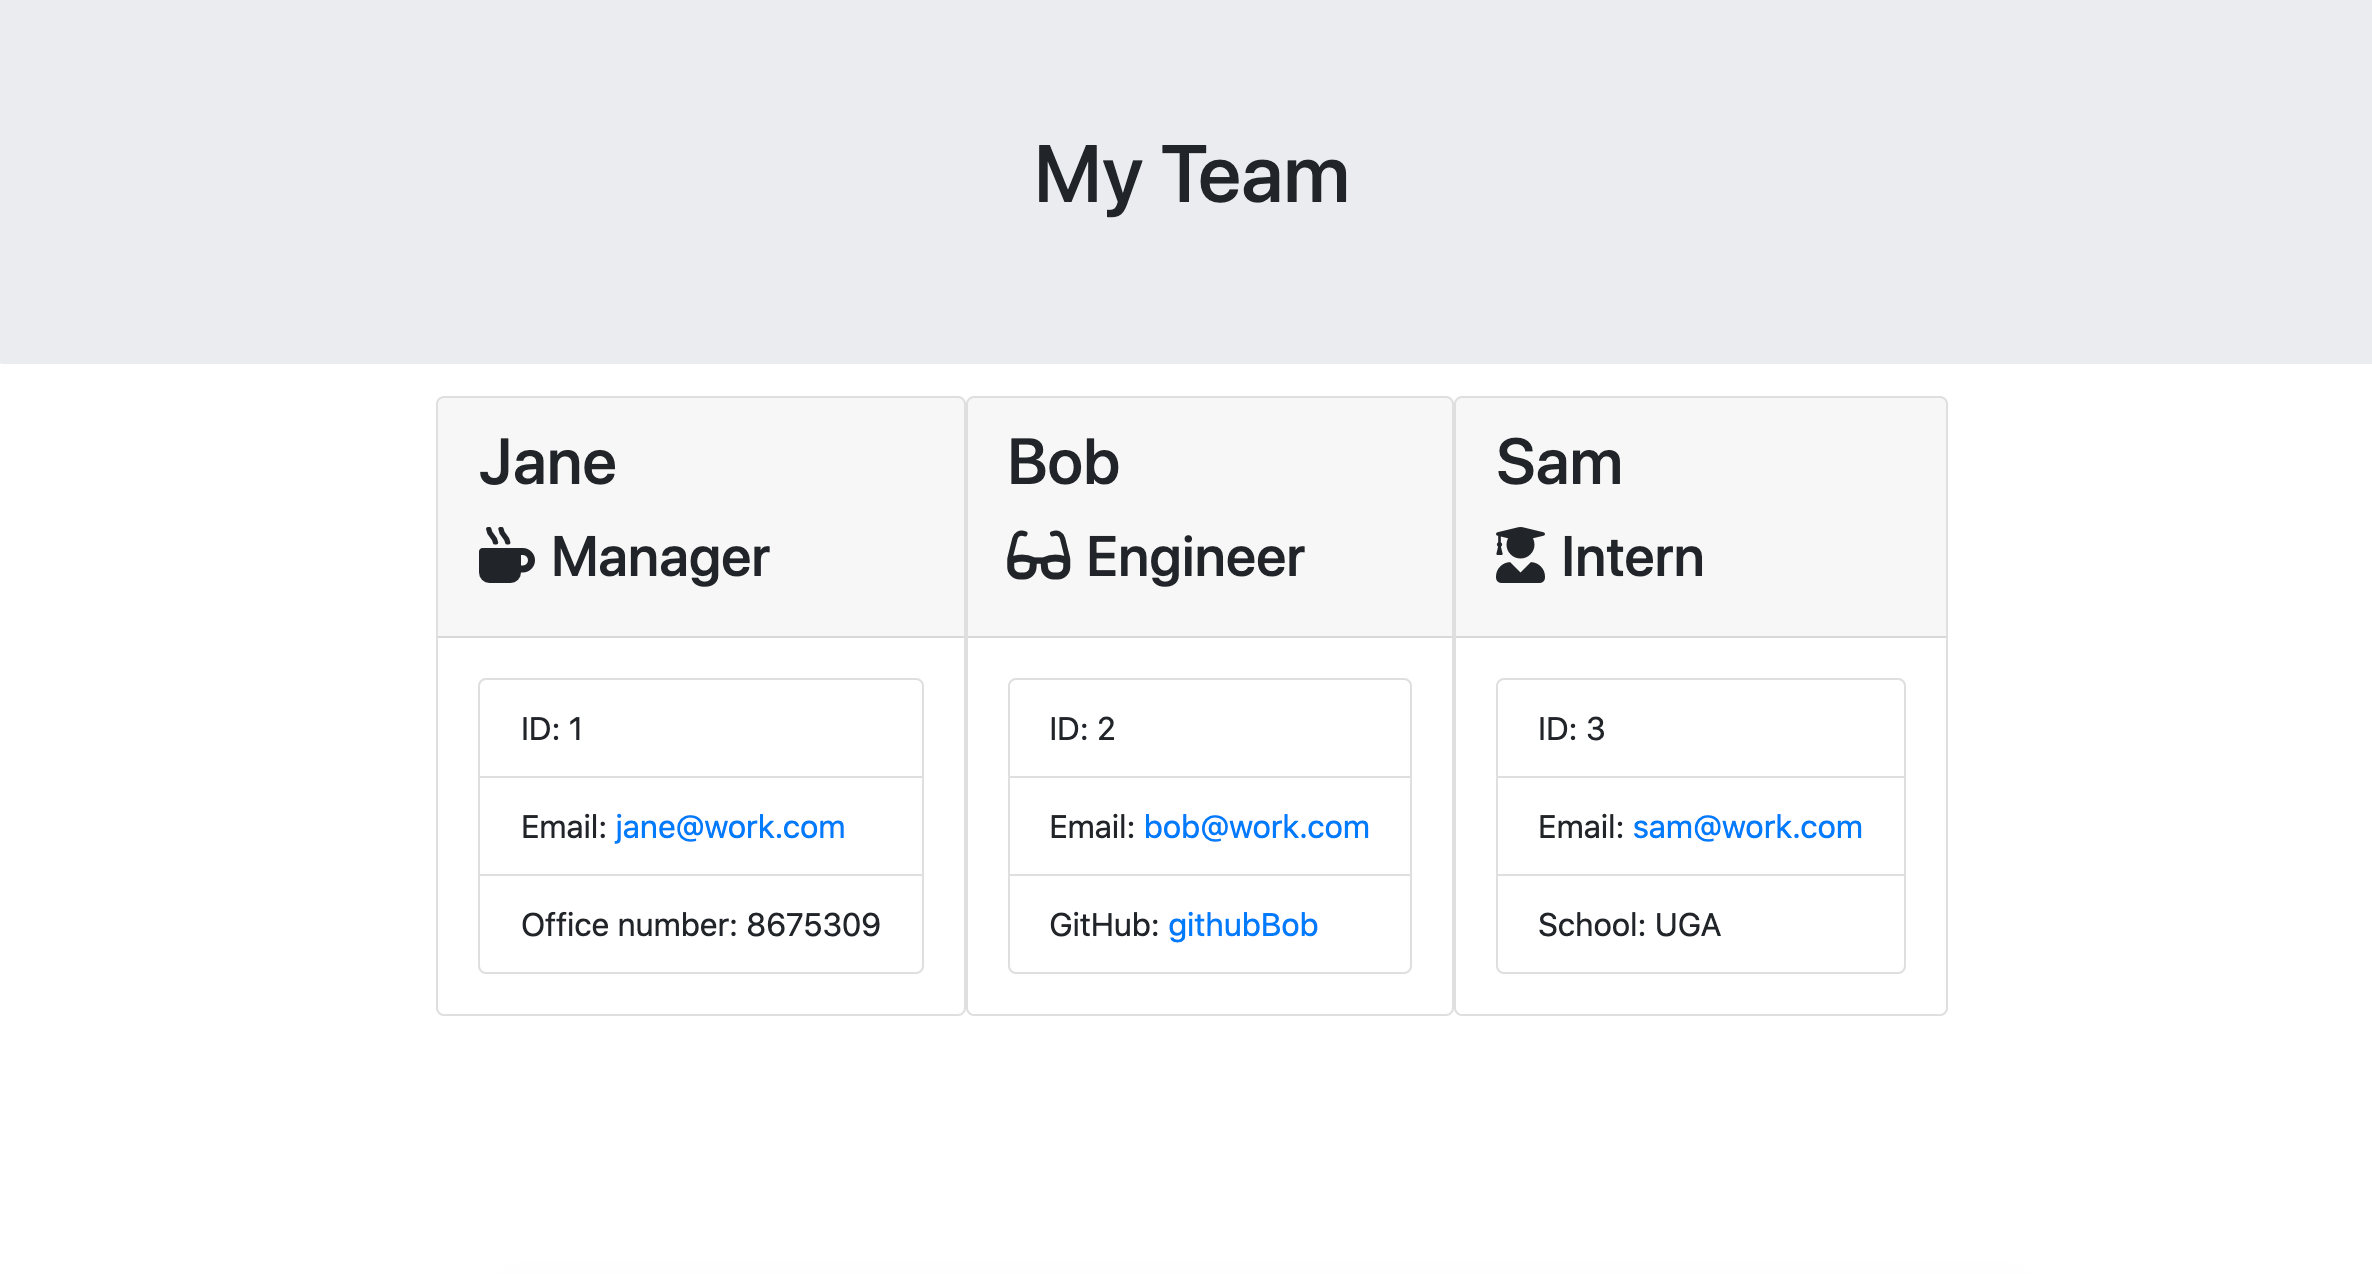 My Team
Jane
Manager
ID: 1
Email: jane@work.com
Office number: 8675309
Bob
Engineer
ID: 2
Email: bob@work.com
GitHub: githubBob
Sam
Intern
ID: 3
Email: sam@work.com
School: UGA